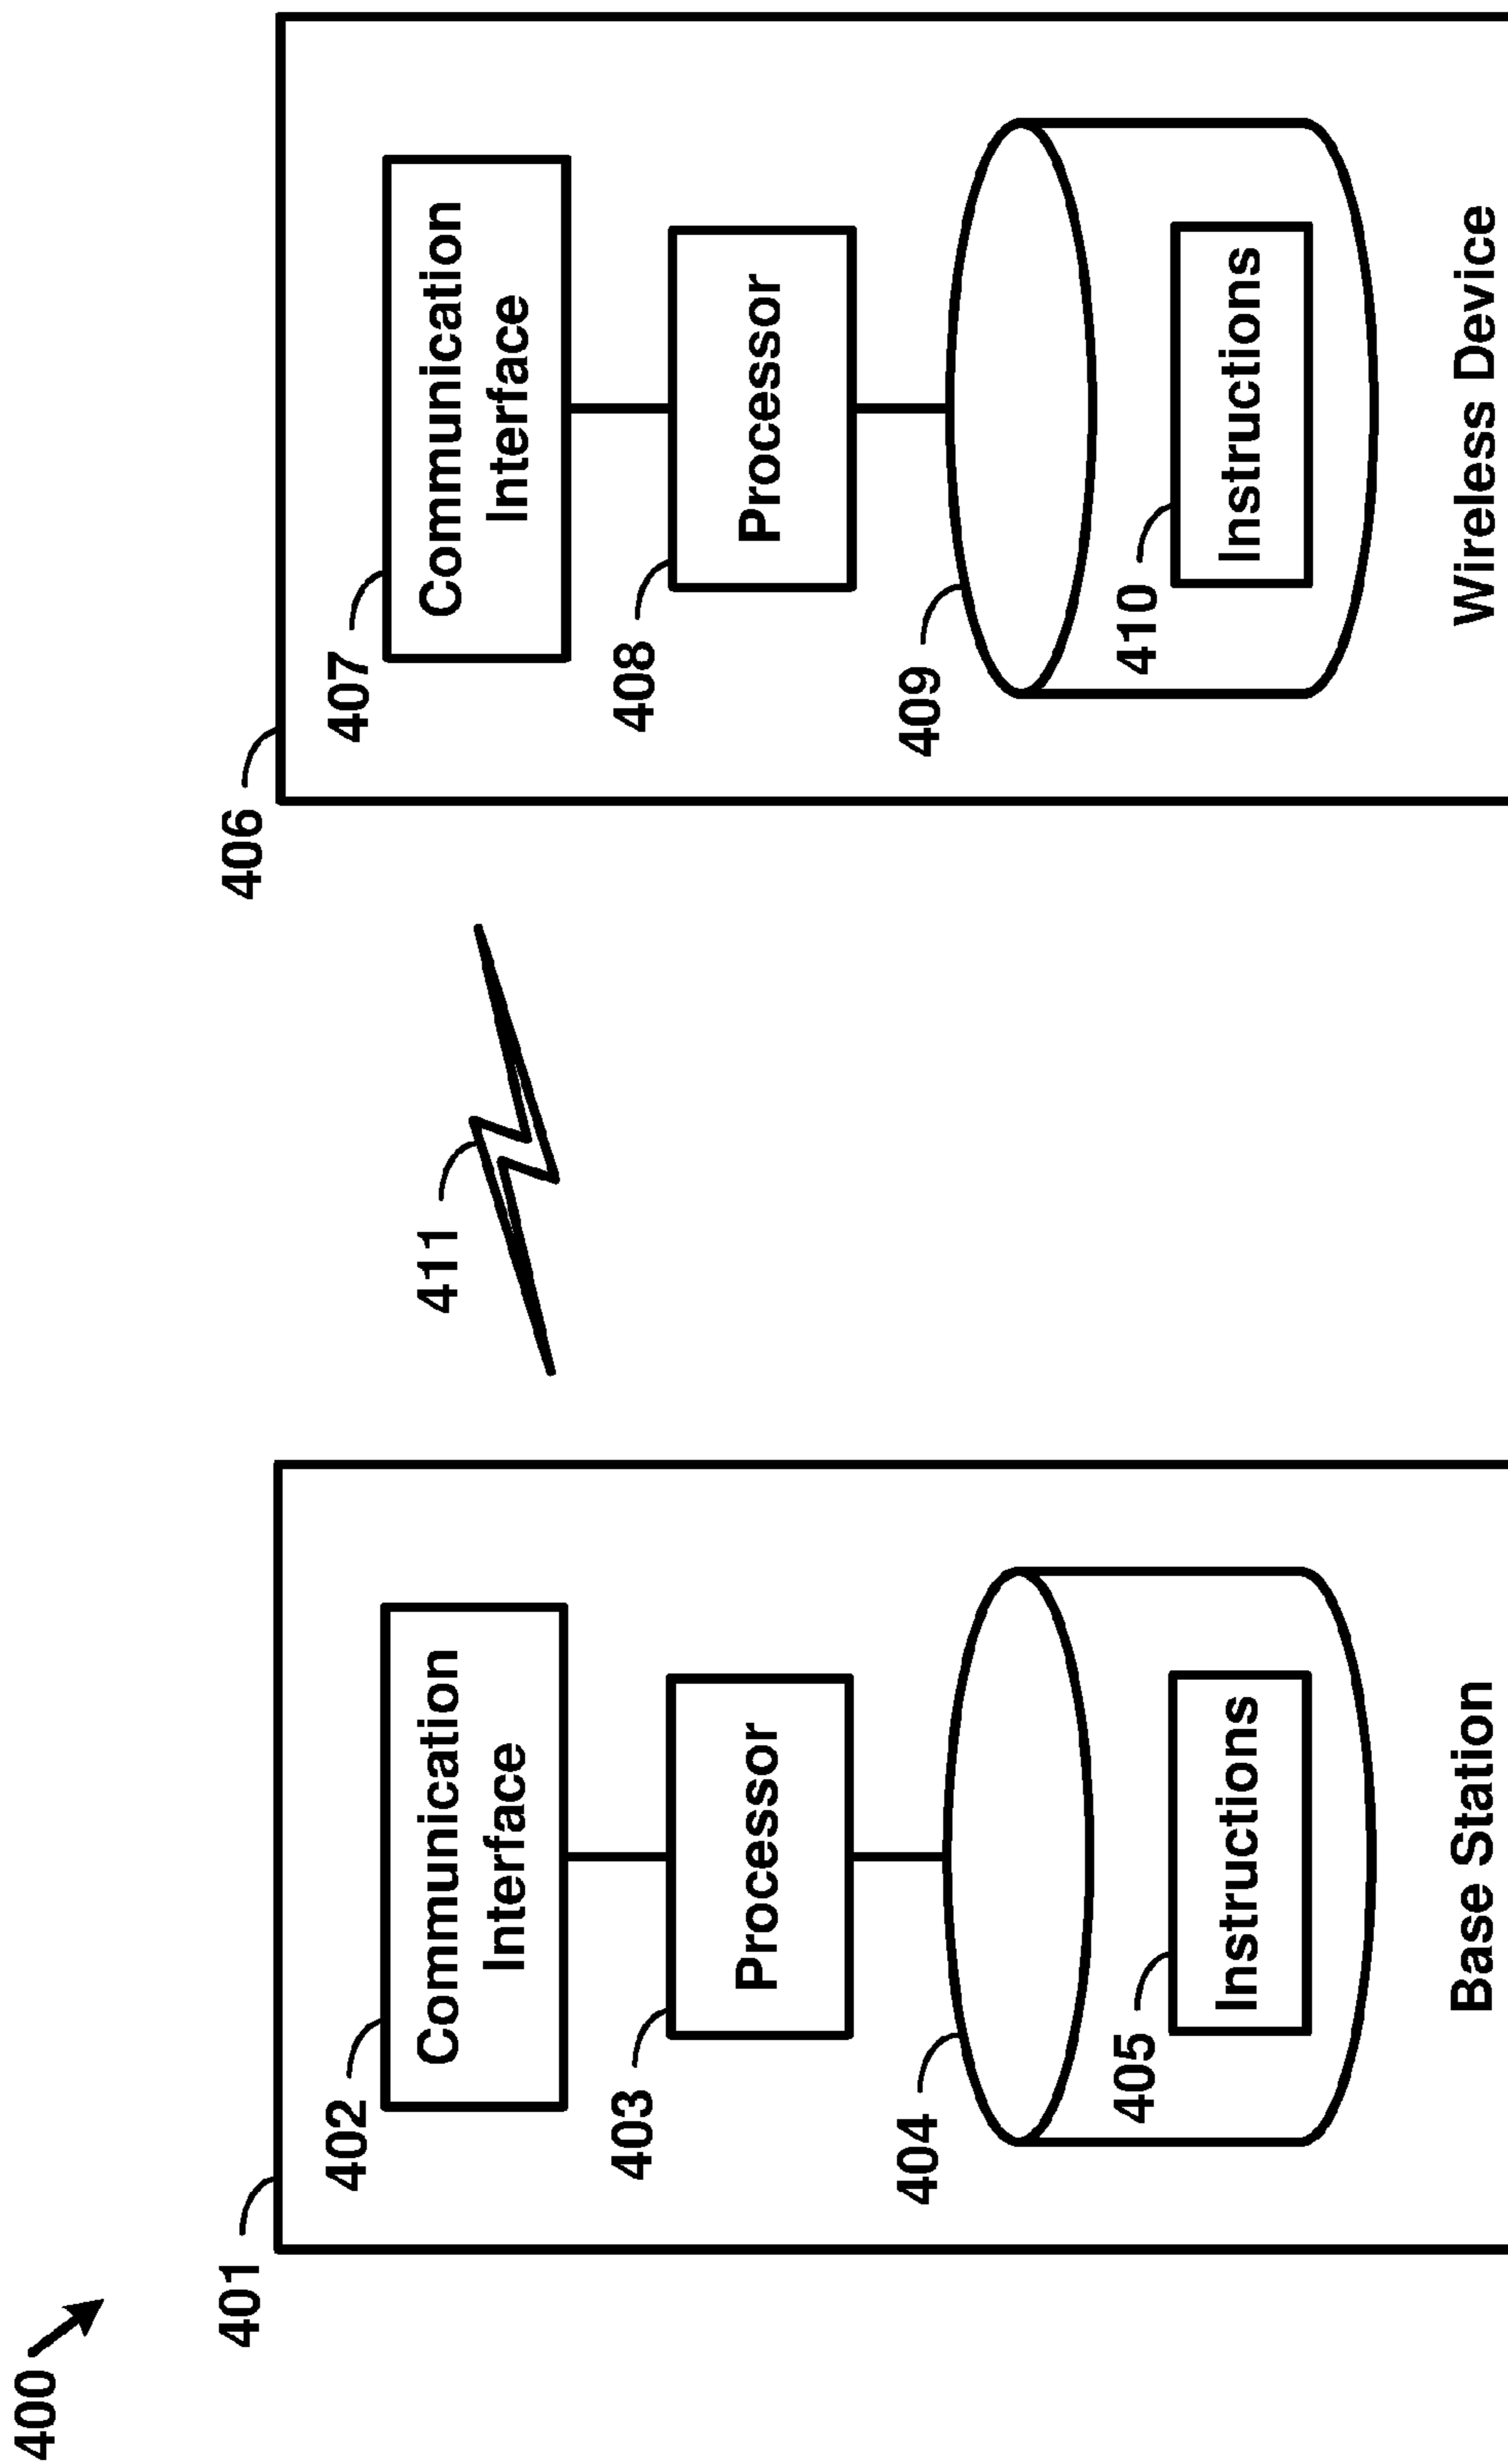 400
401
402
Communication
Interface
403
Processor
404
405
Instructions
Base Station
411
406
407
Communication
Interface
408
Processor
409
410
Instructions
Wireless Device